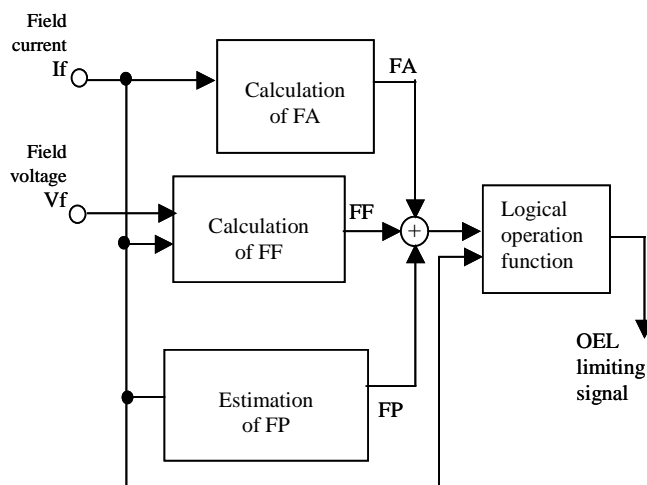 Field
current
If
Calculation
of FA
FA
Field
voltage
Vf
Calculation
of FF
FF
+
Logical
operation
function
Estimation
of FP
FP
OEL
limiting
signal